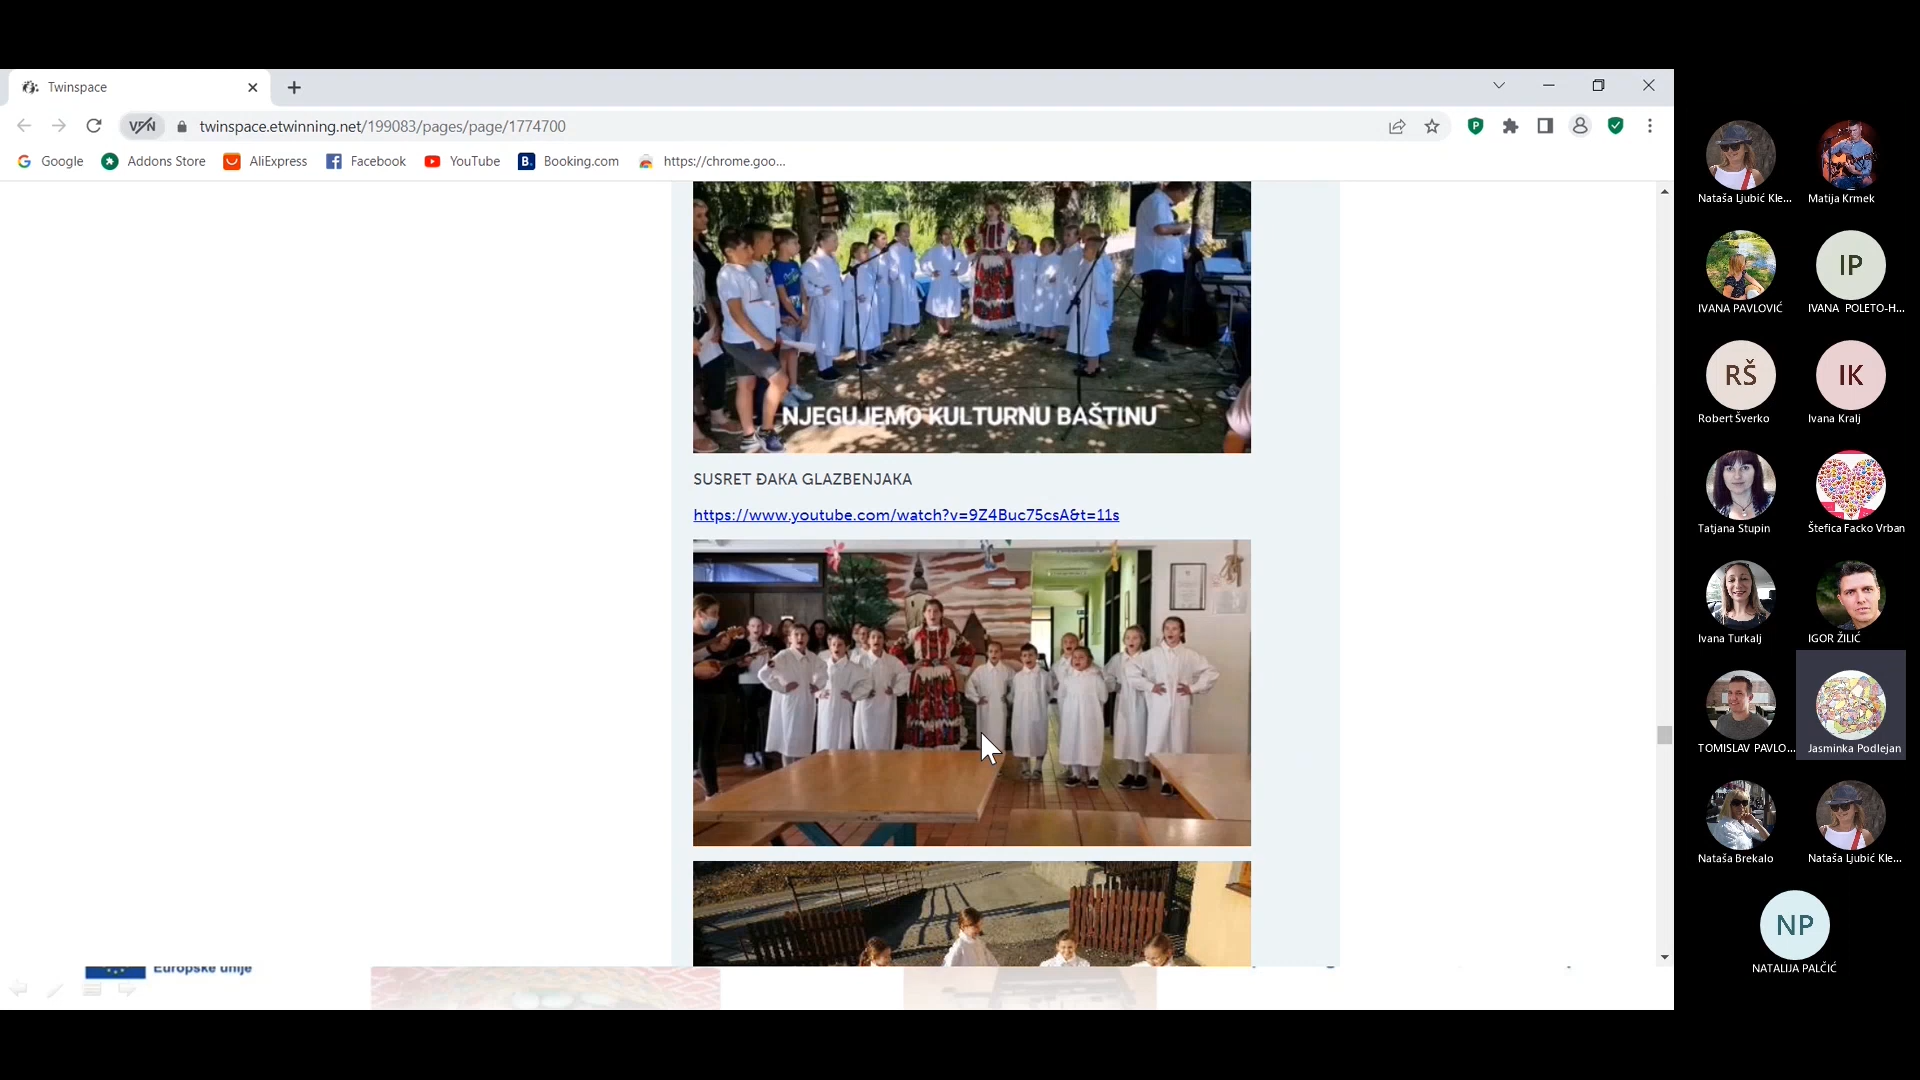 Twinspace
VPN
twinspace.etwinning.net/199083/pages/page/1774700
P
Google
Addons Store
AliExpress
Facebook
YouTube
B.
Booking.com
https://chrome.goo...
NJEGUJEMO KULTURNU BAŠTINU
SUSRET ĐAKA GLAZBENJAKA
https://www.youtube.com/watch?v=9Z4Buc75csA&t=11s
Europske unije
Nataša Ljubić Kle...
Matija Krmek
IP
IVANA PAVLOVIĆ
IVANA POLETO-H...
RŠ
IK
Robert Šverko
Ivana Kralj
Tatjana Stupin
Štefica Facko Vrban
Ivana Turkalj
IGOR ŽILIĆ
TOMISLAV PAVLO...
Jasminka Podlejan
Nataša Brekalo
Nataša Ljubić Kle...
NP
NATALIJA PALČIĆ